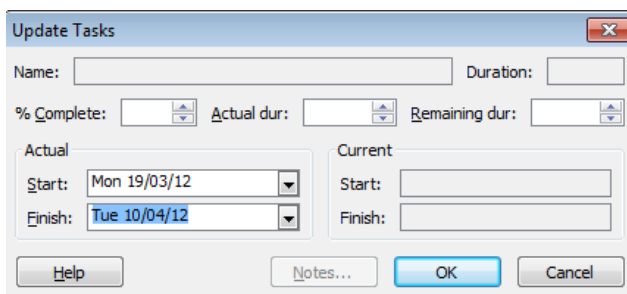 Update Tasks
Name: Duration:
% Complete: Actual dur: Remaining dur:
Actual Current
Start: Mon 19/03/12 Start:
Finish: Tue 10/04/12 Finish:
Help Notes... OK Cancel